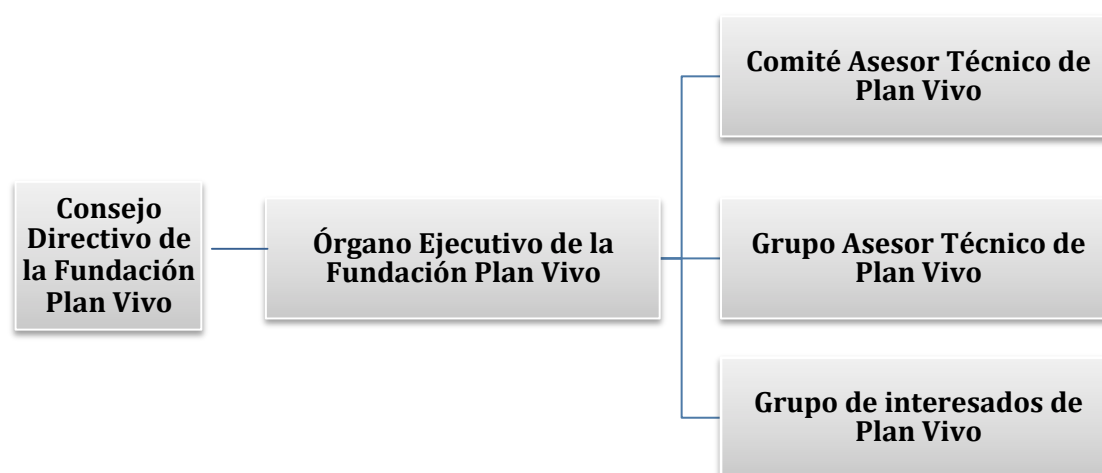 Consejo
Directivo de
la Fundación
Plan Vivo
Órgano Ejecutivo de la
Fundación Plan Vivo
Comité Asesor Técnico de
Plan Vivo
Grupo Asesor Técnico de
Plan Vivo
Grupo de interesados de
Plan Vivo